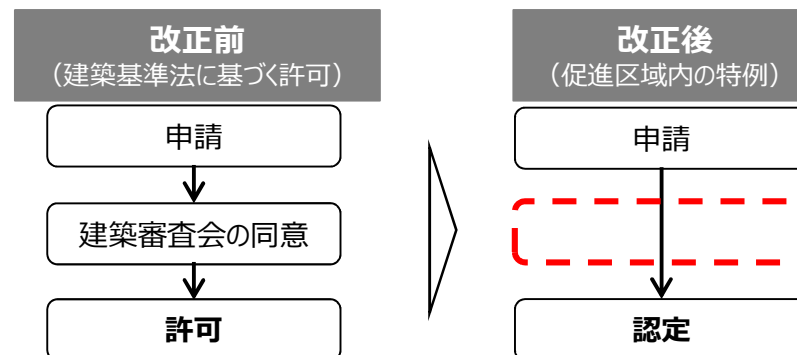 改正前
（建築基準法に基づく許可）
申請
建築審査会の同意
許可
改正後
（促進区域内の特例）
申請
認定